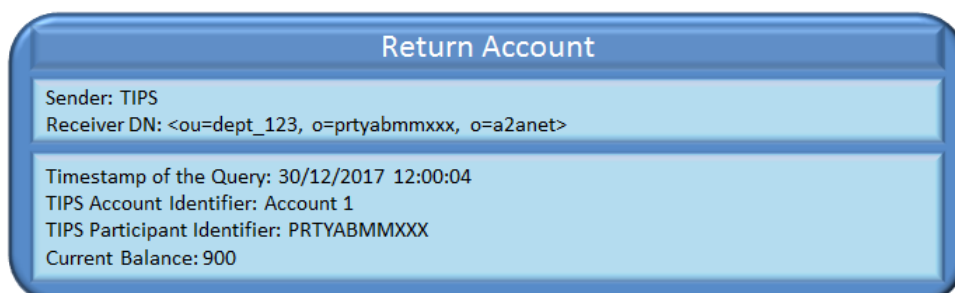 Return Account
Sender: TIPS
Receiver DN: <ou=dept_123, o=prtyabmmxxx, o=a2anet>
Timestamp of the Query: 30/12/2017 12:00:04
TIPS Account Identifier: Account 1
TIPS Participant Identifier: PRTYABMMXXX
Current Balance: 900